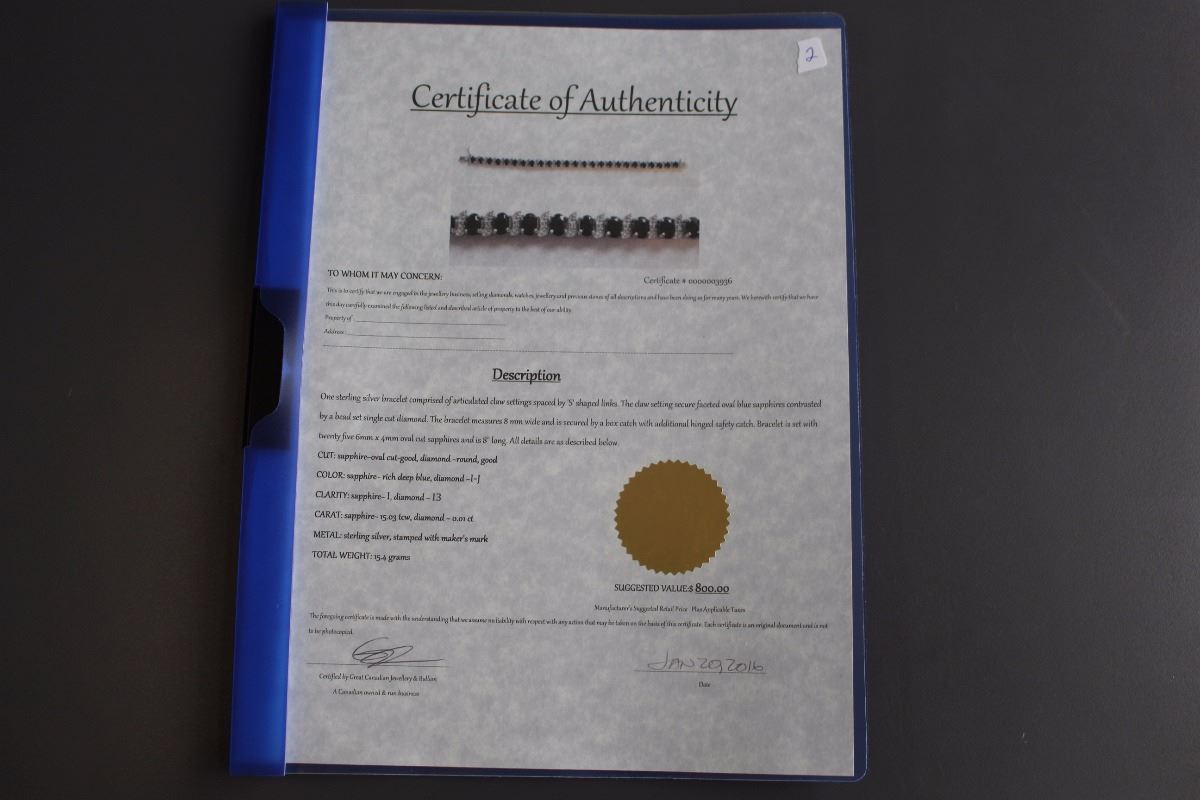 2
Certificate of Authenticity
TO WHOM IT MAY CONCERN:
Certificate # 0000003936
This is to certify that we are engaged in the jewellery business, selling diamonds, watches, jewellery and precious stones of all descriptions and have been doing so for many years. We herewith certify that we have
this day carefully examined the following listed and described article of property to the best of our ability.
Property of
Address
Description
One sterling silver bracelet comprised of articulated claw settings spaced by 'S' shaped links. The claw setting secure faceted oval blue sapphires contrasted
by a bead set single cut diamond. The bracelet measures 8 mm wide and is secured by a box catch with additional hinged safety catch. Bracelet is set with
twenty five 6mm x 4mm oval cut sapphires and is 8" long. All details are as described below.
CUT: sapphire-oval cut-good, diamond -round, good
COLOR: sapphire- rich deep blue, diamond -I-J
CLARITY: sapphire- I, diamond - I3
CARAT: sapphire- 15.03 tcw, diamond - 0.01 ct
METAL: sterling silver, stamped with maker's mark
TOTAL WEIGHT: 15.4 grams
SUGGESTED VALUE:$ 800.00
Manufacturer's Suggested Retail Price Plus Applicable Taxes
The foregoing certificate is made with the understanding that we assume no liability with respect with any action that may be taken on the basis of this certificate. Each certificate is an original document and is not
to be photocopied.
JAN 29, 2016
Certified by Great Canadian Jewellery & Bullion
Date
A Canadian owned & run business